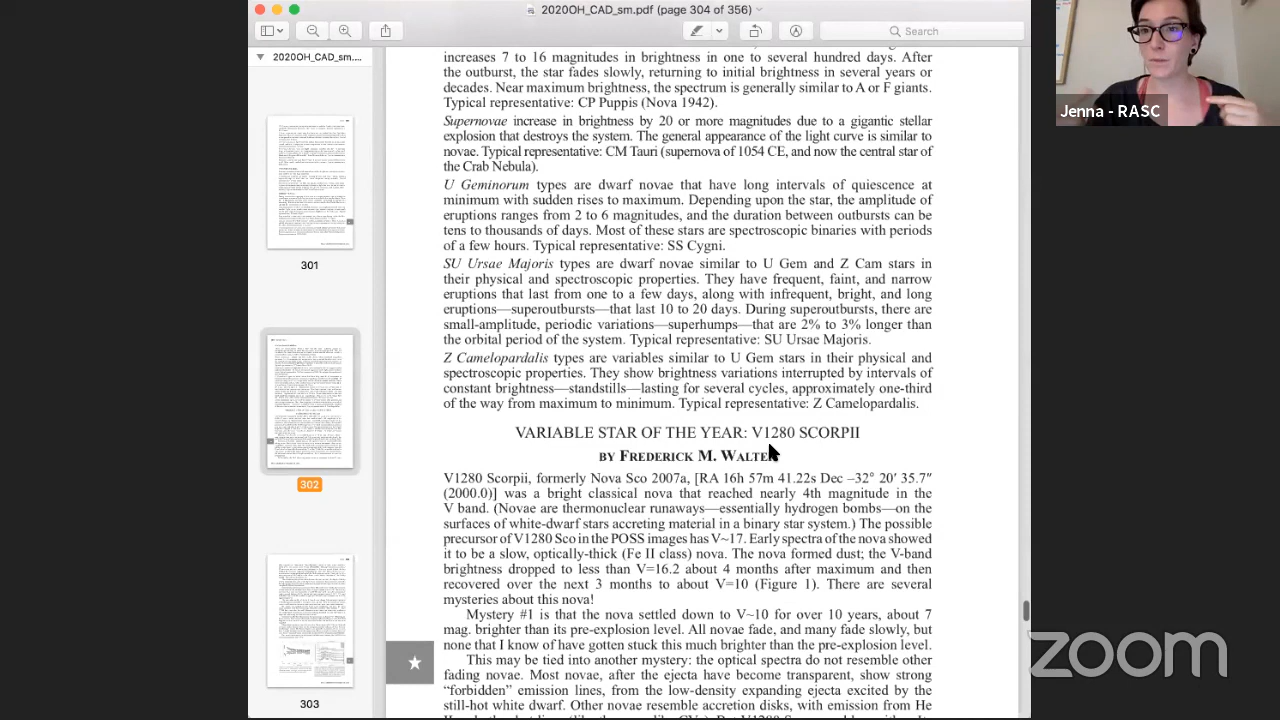 2020OH_CAD_sm.pdf (page 304 of 356)
Search
2020OH_CAD_sm....
301
302
303
increases 7 to 16 magnitudes in brightness in one to several hundred days. After
the outburst, the star fades slowly, returning to initial brightness in several years or
decades. Near maximum brightness, the spectrum is generally similar to A or F giants.
Typical representative: CP Puppis (Nova 1942).
Supernovae increase in brightness by 20 or more magnitudes due to a gigantic stellar
explosion that destroys the system. The general appearance of the light curve is similar to
novae. Typical representative: CM Tauri (supernova of 1054 C.E., and now the central star of
the Crab Nebula).
U Geminorum types are dwarf novae that have long intervals of quiescence at
minimum with sudden rises to maximum. Depending upon the star, the amplitude of
eruptions ranges from 2 to 6 magnitudes, and the duration between outbursts can be
tens to thousands of days. Most of these stars are spectroscopic binaries with periods
of a few hours. Typical representative: SS Cygni.
SU Ursae Majoris types are dwarf novae similar to U Gem and Z Cam stars in
their physical and spectroscopic properties. They have frequent, faint, and narrow
eruptions that last from one to a few days, along with infrequent, bright, and long
eruptions—superoutbursts—that last 10 to 20 days. During superoutbursts, there are
small-amplitude, periodic variations—superhumps—that are 2% to 3% longer than
the orbital period of the system. Typical representative: SU Ursae Majoris.
Z Camelopardalis types are variables similar to U Gem stars in their physical and
spectroscopic properties. They show brightness variations interrupted by intervals of
constant brightness—stillstands—lasting for several cycles, approximately one-third
of the way from maximum to minimum. Typical representative: Z Camelopardalis.
VARIABLE STAR OF THE YEAR: V1280 SCORPII
BY FREDERICK M. WALTER
V1280 Scorpii, formerly Nova Sco 2007a, [RA 16h 57m 41.22s Dec –32° 20′ 35.7″
(2000.0)] was a bright classical nova that reached nearly 4th magnitude in the
V band. (Novae are thermonuclear runaways—essentially hydrogen bombs—on the
surfaces of white-dwarf stars accreting material in a binary star system.) The possible
precursor of V1280 Sco in the POSS images has V~17. Early spectra of the nova showed
it to be a slow, optically-thick (Fe II class) nova. The nova formed dust; the V-band
brightness dropped to less than V=16.2 about 100 days after maximum and then
mysteries about this nova.
Mystery #1 is that the nova settled down to V~10 for over 10 years, about 7
mag. brighter than its pre-explosion level. All novae fade, and many fade slowly, but
none that I know of have gotten stuck this much brighter than the pre-explosion level.
This may be tied in to another mystery: the optical spectra do not resemble other
fading novae. Most novae, after the ejecta have become transparent, show strong
"forbidden" emission lines, from the low-density expanding ejecta excited by the
still-hot white dwarf. Other novae resemble accretion disks, with emission from He
Jenna - RASC
zoom